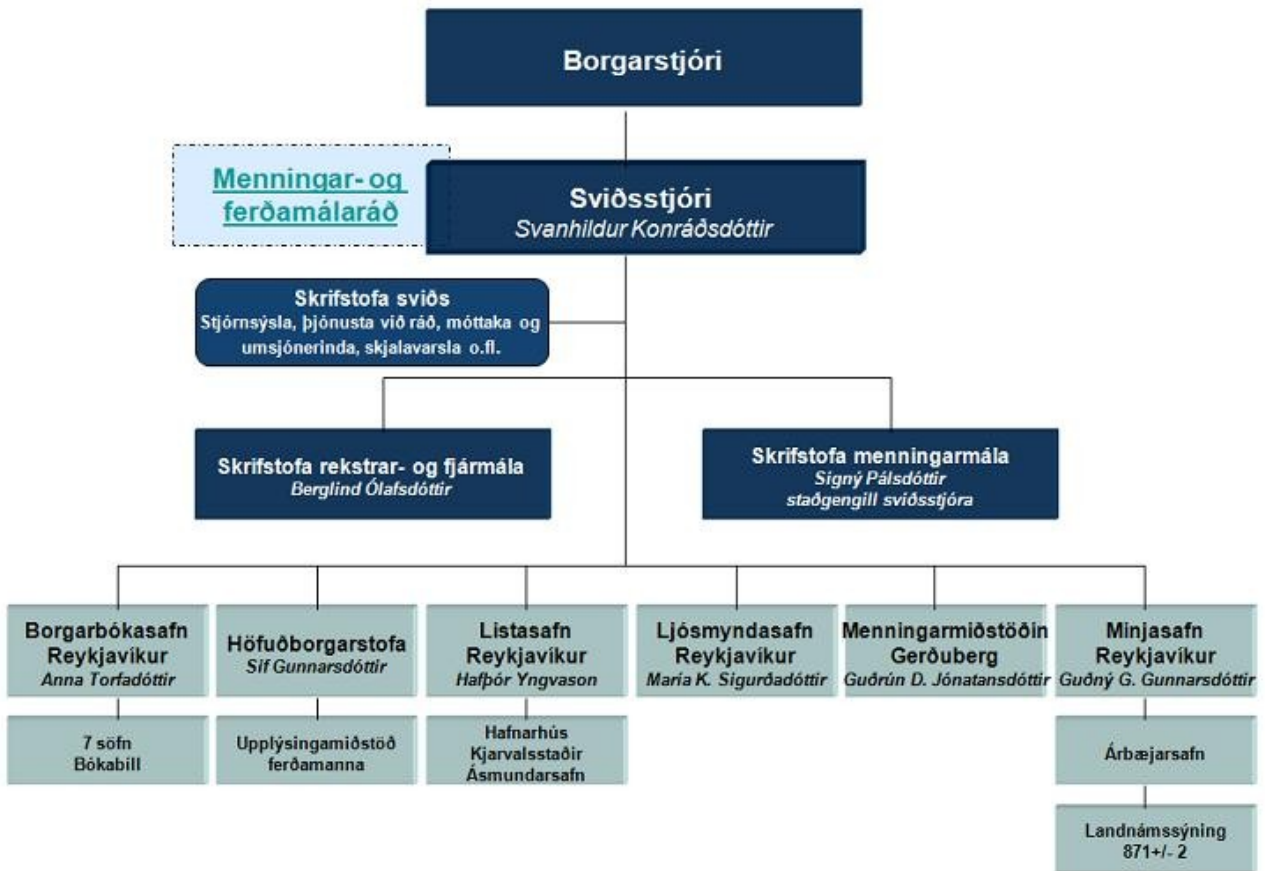 Borgarstjóri
Menningar- og
ferðamálaráð
Sviðsstjóri
Svanhildur Konráðsdóttir
Skrifstofa sviðs
Stjórnsýsla, þjónusta við ráð, móttaka og
umsjónerinda, skjalavarsla o.fl.
Skrifstofa rekstrar- og fjármála
Berglind Ólafsdóttir
Skrifstofa menningarmála
Signý Pálsdóttir
staðgengill sviðsstjóra
Borgarbókasafn
Reykjavíkur
Anna Torfadóttir
Höfuðborgarstofa
Sif Gunnarsdóttir
Listasafn
Reykjavíkur
Hafþór Yngvason
Ljósmyndasafn
Reykjavíkur
María K. Sigurðadóttir
Menningarmiðstöðin
Gerðuberg
Guðrún D. Jónatansdóttir
Minjasafn
Reykjavíkur
Guðný G. Gunnarsdóttir
7 söfn
Bókabíll
Upplýsingamiðstöð
ferðamanna
Hafnarhús
Kjarvalsstaðir
Ásmundarsafn
Árbæjarsafn
Landnámssýning
871+/- 2